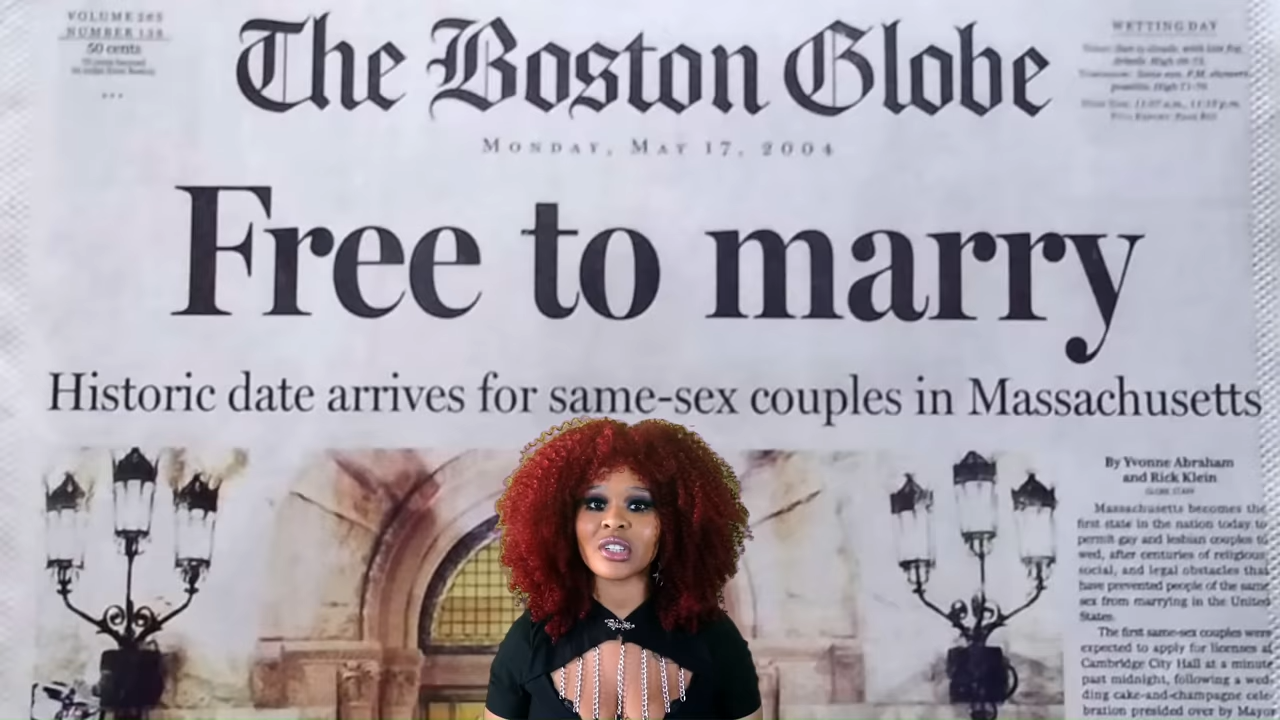 VOLUME 265
NUMBER 138
50 cents
The Boston Globe
MONDAY, MAY 17, 2004
WETTING DAY
Free to marry
Historic date arrives for same-sex couples in Massachusetts
By Yvonne Abraham
and Rick Klein
GLOBE STAFF
Massachusetts becomes the
first state in the nation today to
permit gay and lesbian couples to
wed, after centuries of religious,
social, and legal obstacles that
have prevented people of the same
sex from marrying in the United
States.
The first same-sex couples were
expected to apply for licenses at
Cambridge City Hall at a minute
past midnight, following a wed-
ding cake-and-champagne cele-
bration presided over by Mayor